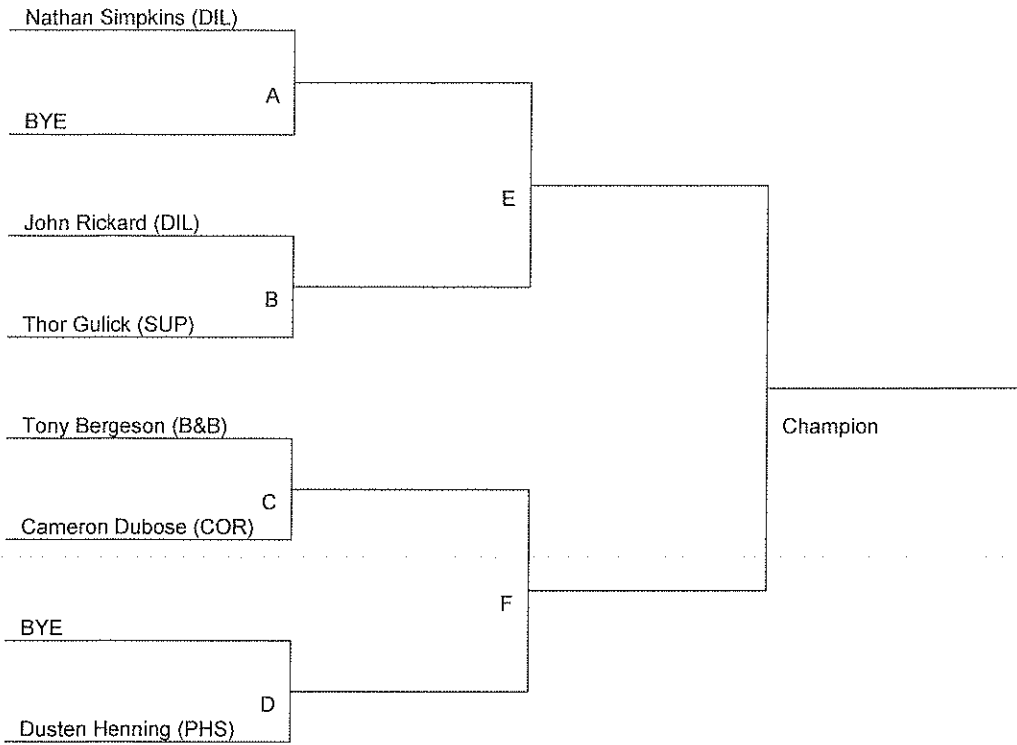 Nathan Simpkins (DIL)
A
BYE
John Rickard (DIL)
E
B
Thor Gulick (SUP)
Tony Bergeson (B&B)
Champion
C
Cameron Dubose (COR)
F
BYE
D
Dusten Henning (PHS)